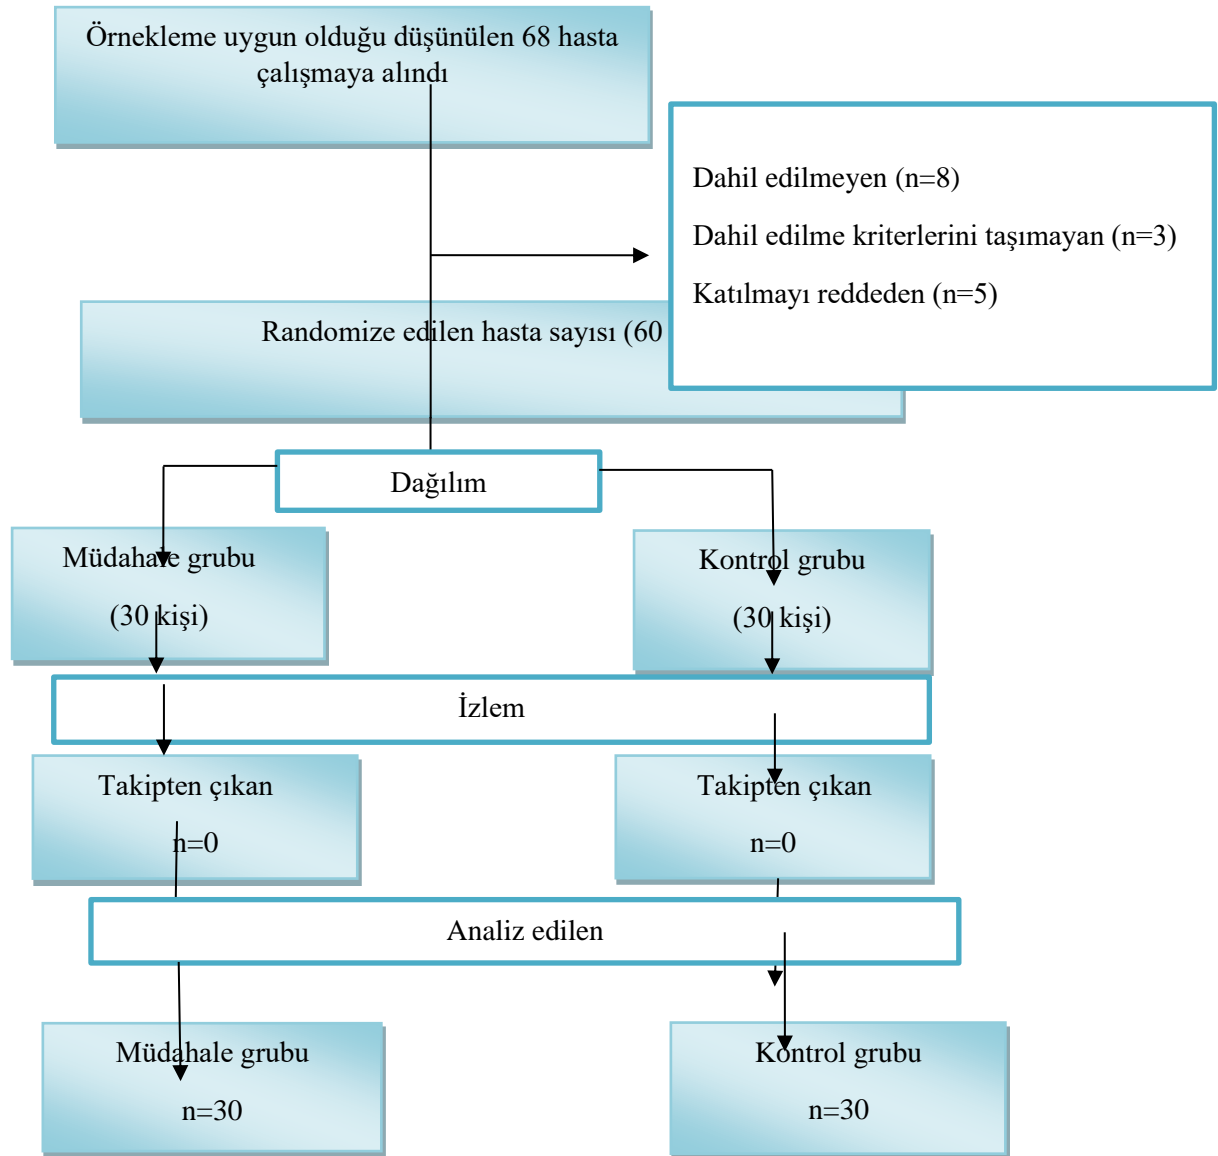 Örnekleme uygun olduğu düşünülen 68 hasta
çalışmaya alındı
Dahil edilmeyen (n=8)
Dahil edilme kriterlerini taşımayan (n=3)
Katılmayı reddeden (n=5)
Randomize edilen hasta sayısı (60
Dağılım
Müdahale grubu
(30 kişi)
Kontrol grubu
(30 kişi)
İzlem
Takipten çıkan
n=0
Takipten çıkan
n=0
Analiz edilen
Müdahale grubu
n=30
Kontrol grubu
n=30